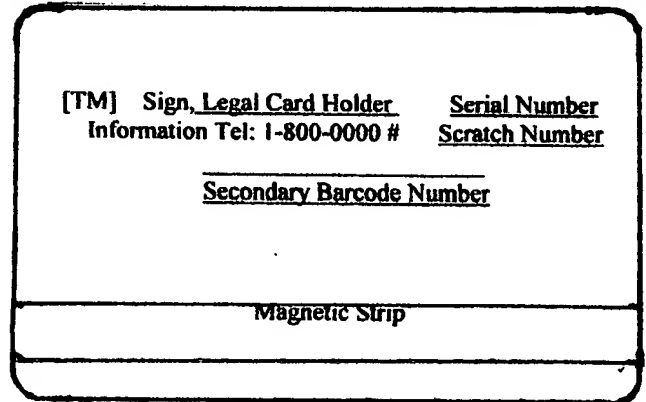 [TM] Sign, Legal Card Holder Serial Number
Information Tel: 1-800-0000 # Scratch Number
Secondary Barcode Number
Magnetic Strip